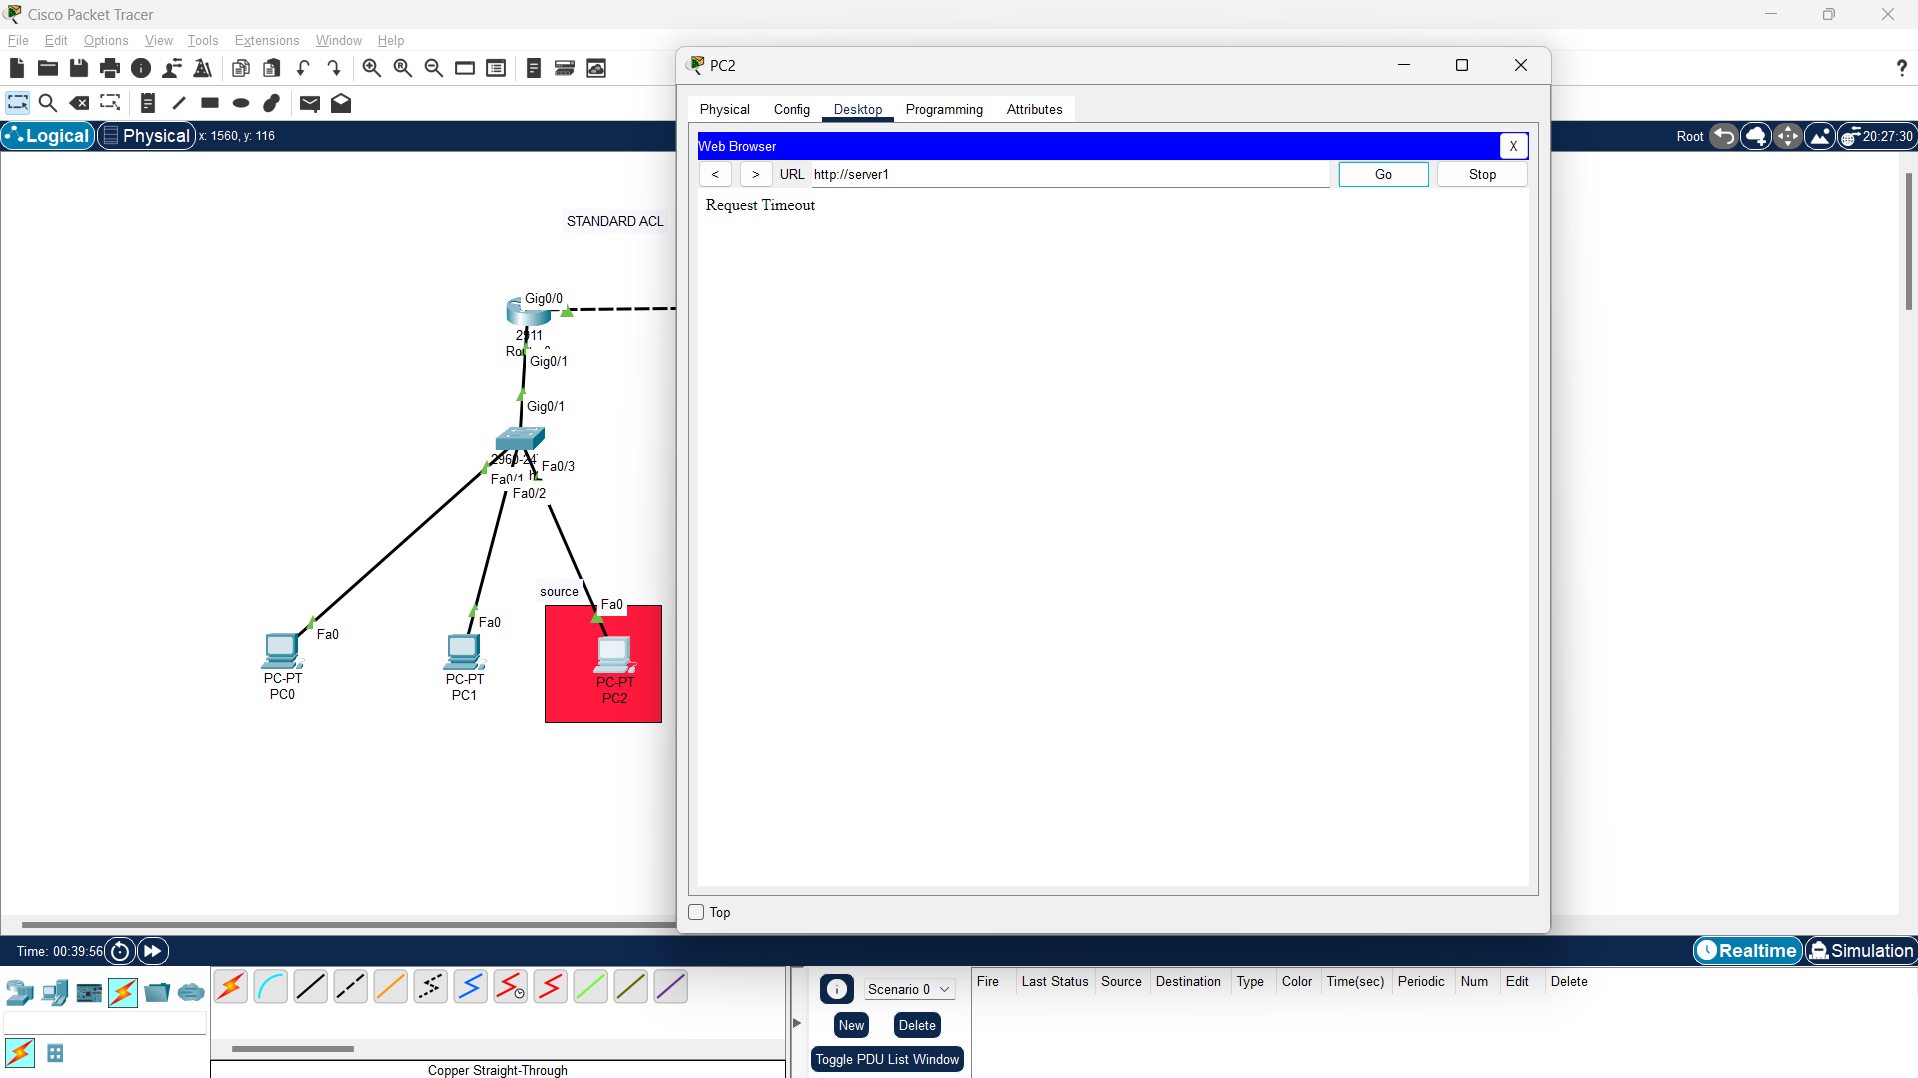 Cisco Packet Tracer
File Edit Options View Tools Extensions Window Help
?
Logical Physical x: 1560, y: 116
Root 20:27:30
PC2
Physical Config Desktop Programming Attributes
Web Browser X
< > URL http://server1 Go Stop
Request Timeout
STANDARD ACL
Gig0/0
2911
Gig0/1
Gig0/1
Fa0/3
Fa0/1
Fa0/2
source
Fa0
Fa0
Fa0
PC-PT
PC0
PC-PT
PC1
PC-PT
PC2
Top
Time: 00:39:56
Realtime Simulation
Scenario 0
New Delete
Toggle PDU List Window
Fire Last Status Source Destination Type Color Time(sec) Periodic Num Edit Delete
Copper Straight-Through